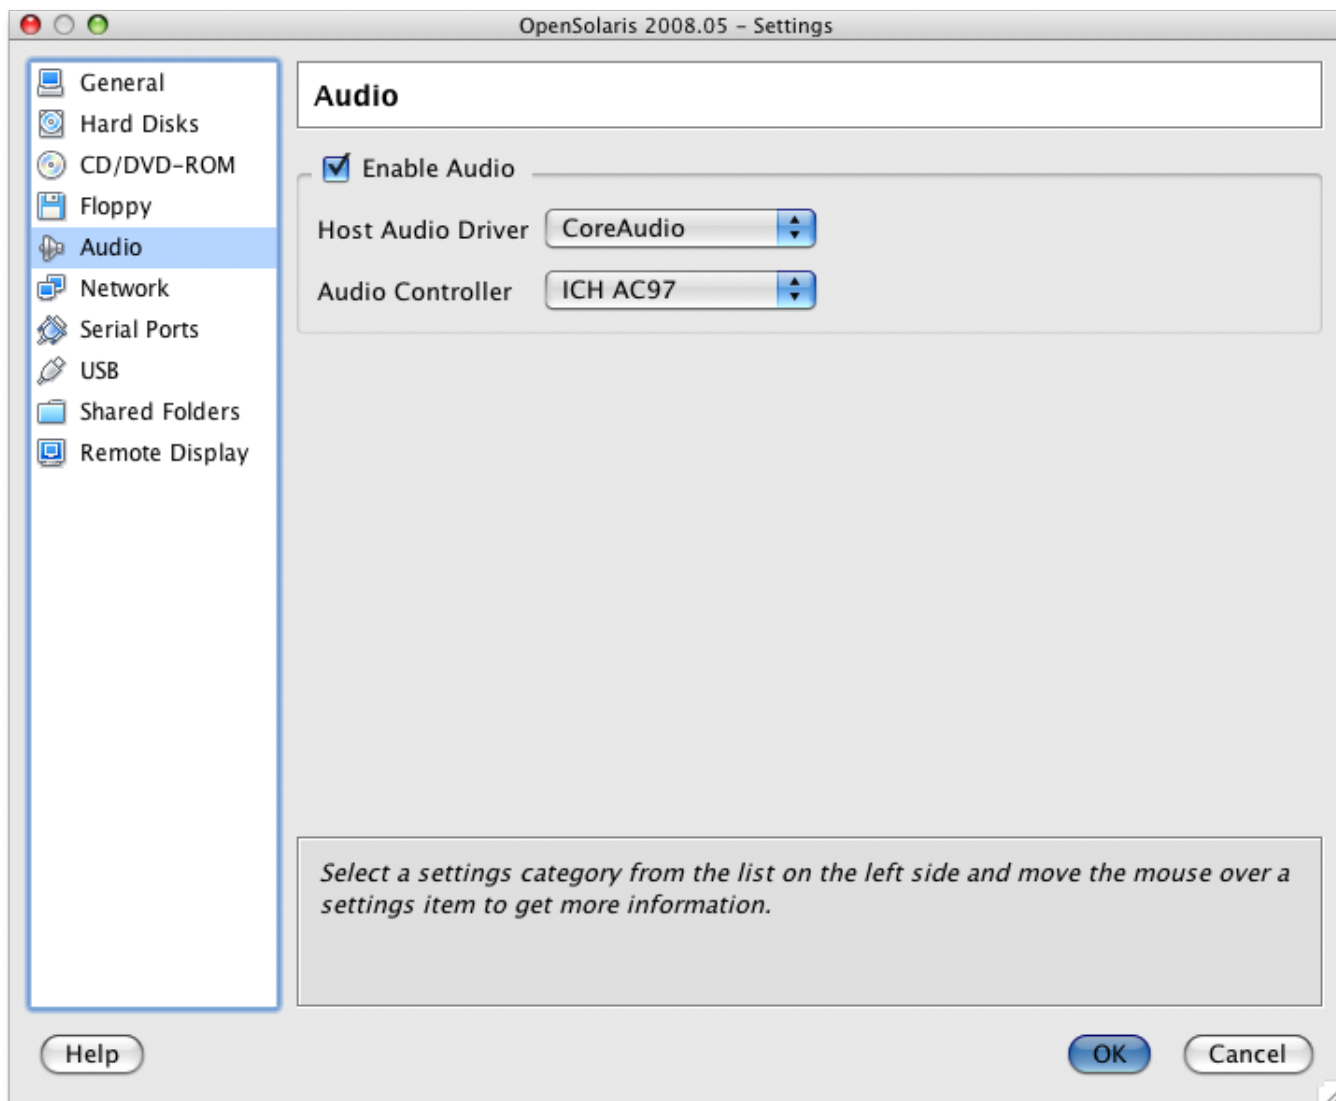 OpenSolaris 2008.05 – Settings
General
Hard Disks
CD/DVD-ROM
Floppy
Audio
Network
Serial Ports
USB
Shared Folders
Remote Display
Audio
Enable Audio
Host Audio Driver CoreAudio
Audio Controller ICH AC97
Select a settings category from the list on the left side and move the mouse over a
settings item to get more information.
Help OK Cancel